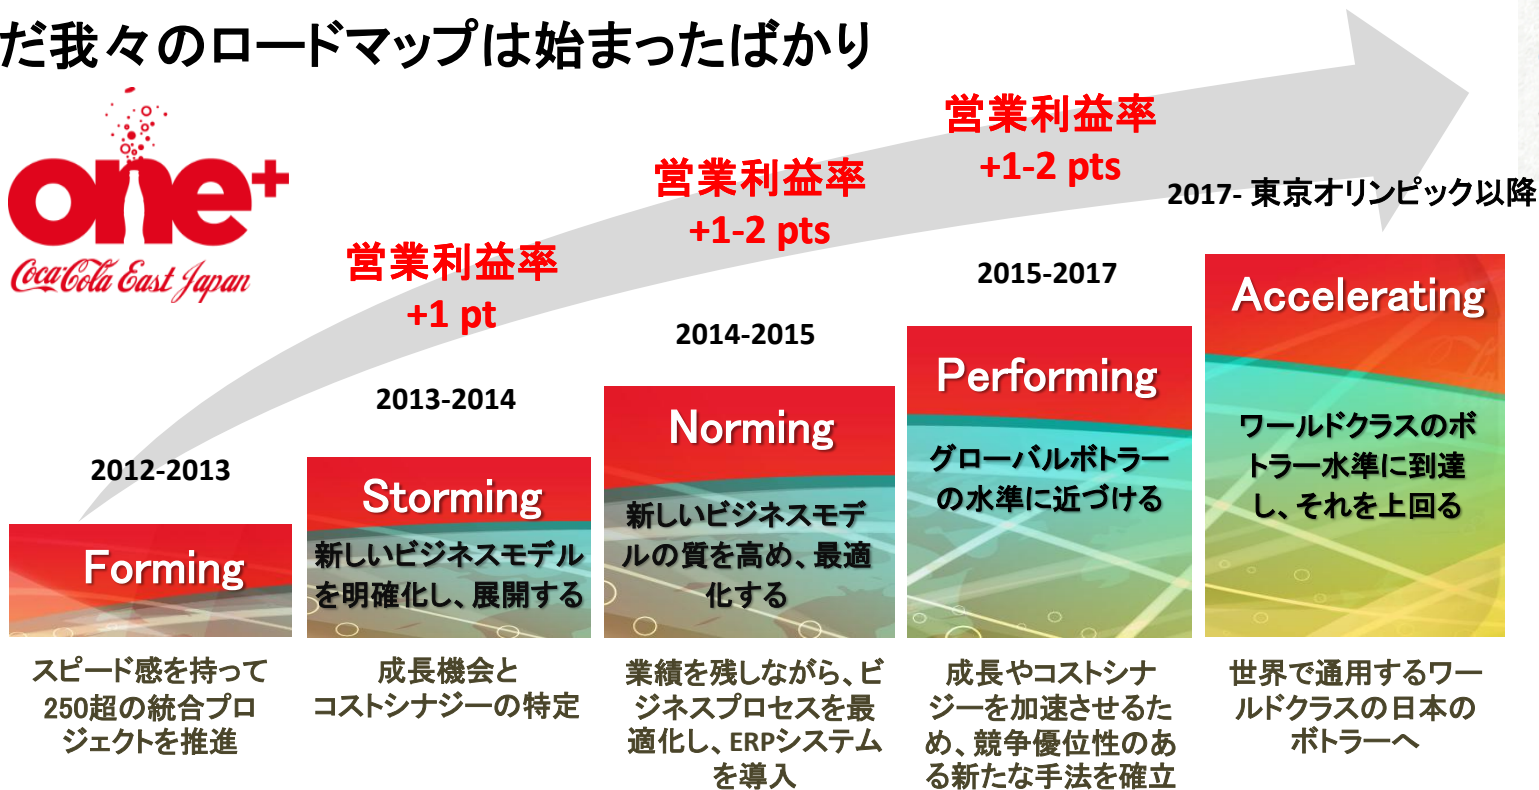 だ我々のロードマップは始まったばかり
one+
Coca-Cola East Japan
営業利益率
+1 pt
営業利益率
+1-2 pts
営業利益率
+1-2 pts
2012-2013
Forming
スピード感を持って
250超の統合プロ
ジェクトを推進
2013-2014
Storming
新しいビジネスモデル
を明確化し、展開する
成長機会と
コストシナジーの特定
2014-2015
Norming
新しいビジネスモデ
ルの質を高め、最適
化する
業績を残しながら、ビ
ジネスプロセスを最
適化し、ERPシステム
を導入
2015-2017
Performing
グローバルボトラー
の水準に近づける
成長やコストシナ
ジーを加速させるた
め、競争優位性のあ
る新たな手法を確立
2017- 東京オリンピック以降
Accelerating
ワールドクラスのボ
トラー水準に到達
し、それを上回る
世界で通用するワー
ルドクラスの日本の
ボトラーへ